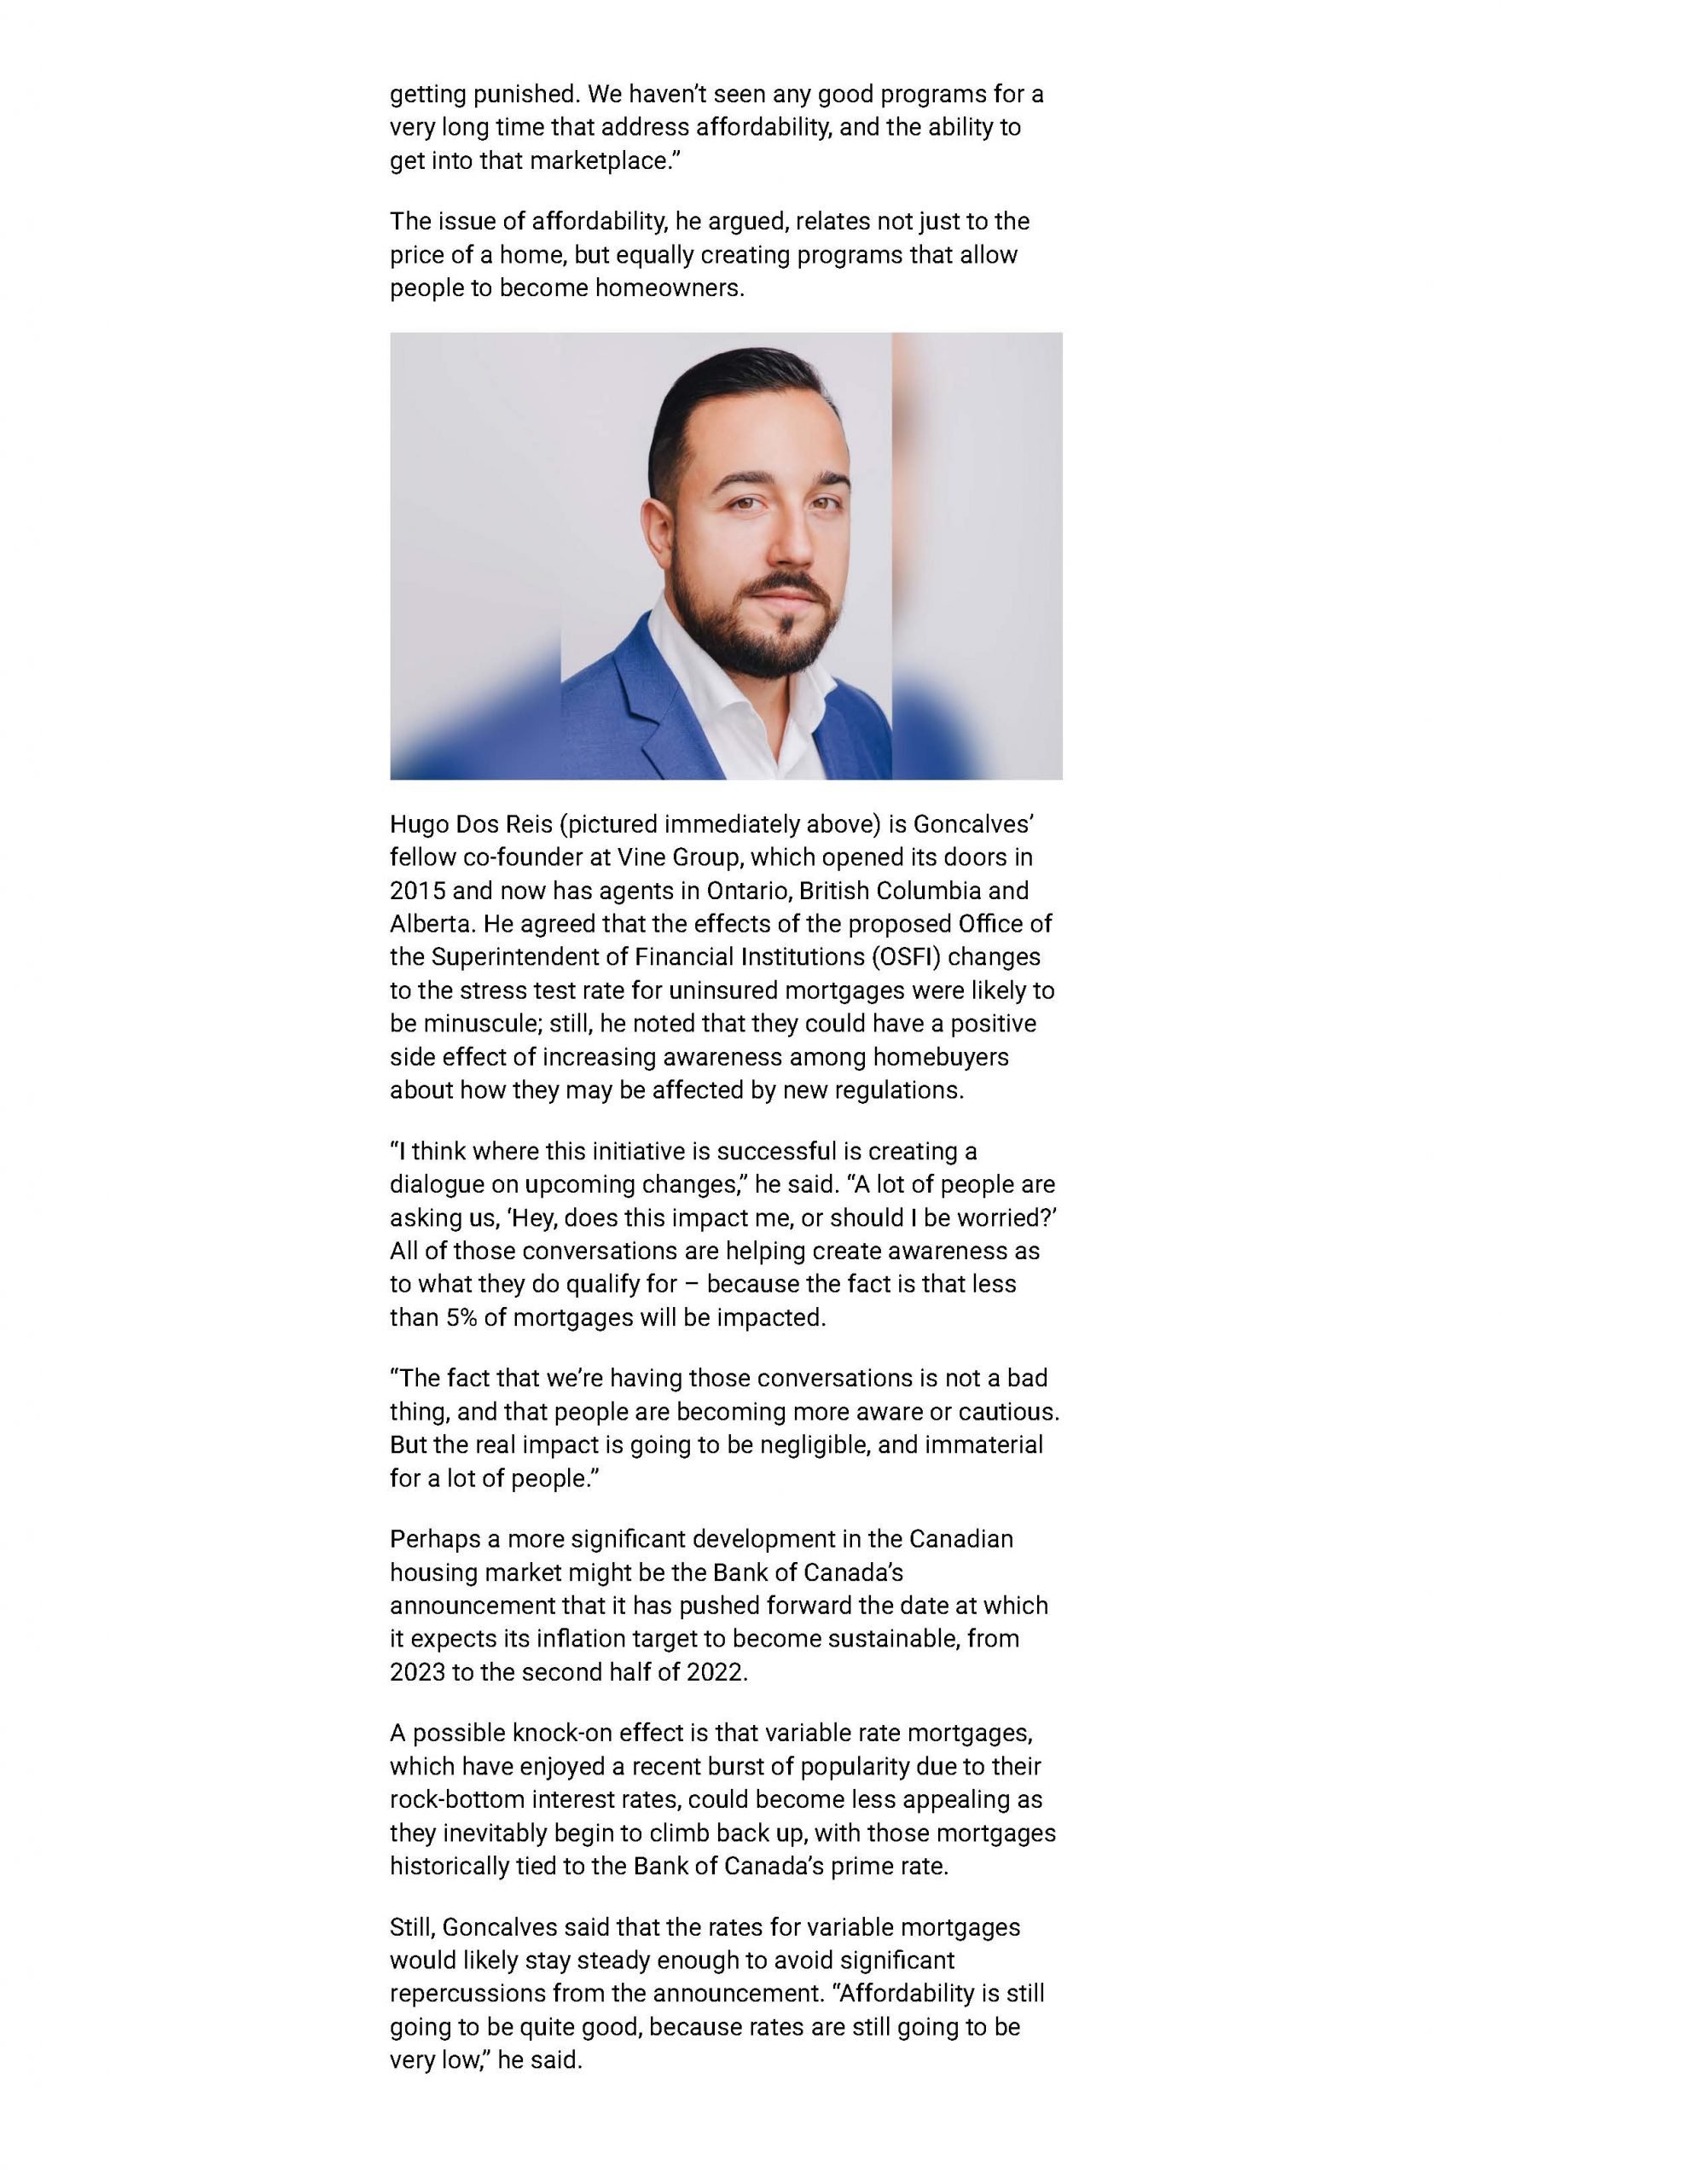 getting punished. We haven’t seen any good programs for a
very long time that address affordability, and the ability to
get into that marketplace.”
The issue of affordability, he argued, relates not just to the
price of a home, but equally creating programs that allow
people to become homeowners.
Hugo Dos Reis (pictured immediately above) is Goncalves’
fellow co-founder at Vine Group, which opened its doors in
2015 and now has agents in Ontario, British Columbia and
Alberta. He agreed that the effects of the proposed Office of
the Superintendent of Financial Institutions (OSFI) changes
to the stress test rate for uninsured mortgages were likely to
be minuscule; still, he noted that they could have a positive
side effect of increasing awareness among homebuyers
about how they may be affected by new regulations.
“I think where this initiative is successful is creating a
dialogue on upcoming changes,” he said. “A lot of people are
asking us, ‘Hey, does this impact me, or should I be worried?’
All of those conversations are helping create awareness as
to what they do qualify for – because the fact is that less
than 5% of mortgages will be impacted.
“The fact that we’re having those conversations is not a bad
thing, and that people are becoming more aware or cautious.
But the real impact is going to be negligible, and immaterial
for a lot of people.”
Perhaps a more significant development in the Canadian
housing market might be the Bank of Canada’s
announcement that it has pushed forward the date at which
it expects its inflation target to become sustainable, from
2023 to the second half of 2022.
A possible knock-on effect is that variable rate mortgages,
which have enjoyed a recent burst of popularity due to their
rock-bottom interest rates, could become less appealing as
they inevitably begin to climb back up, with those mortgages
historically tied to the Bank of Canada’s prime rate.
Still, Goncalves said that the rates for variable mortgages
would likely stay steady enough to avoid significant
repercussions from the announcement. “Affordability is still
going to be quite good, because rates are still going to be
very low,” he said.